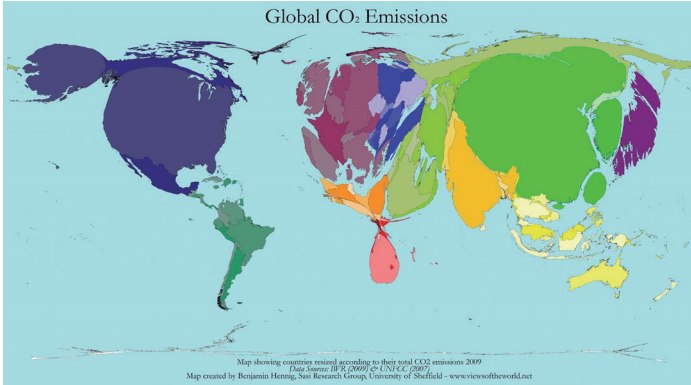 Global CO₂ Emissions
Map showing countries resized according to their total CO2 emissions 2009
Data Sources: IWR (2009) & UNFCC (2007)
Map created by Benjamin Hennig, Sasi Research Group, University of Sheffield - www.viewsoftheworld.net